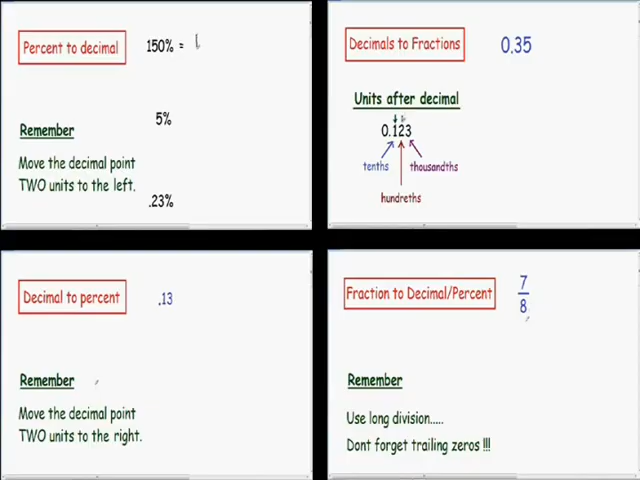 Percent to decimal
150% = 1
5%
Remember
Move the decimal point
TWO units to the left.
.23%
Decimals to Fractions
0.35
Units after decimal
0.123
tenths
thousandths
hundreths
Decimal to percent
.13
Remember
Move the decimal point
TWO units to the right.
Fraction to Decimal/Percent
7
8
Remember
Use long division.....
Dont forget trailing zeros !!!